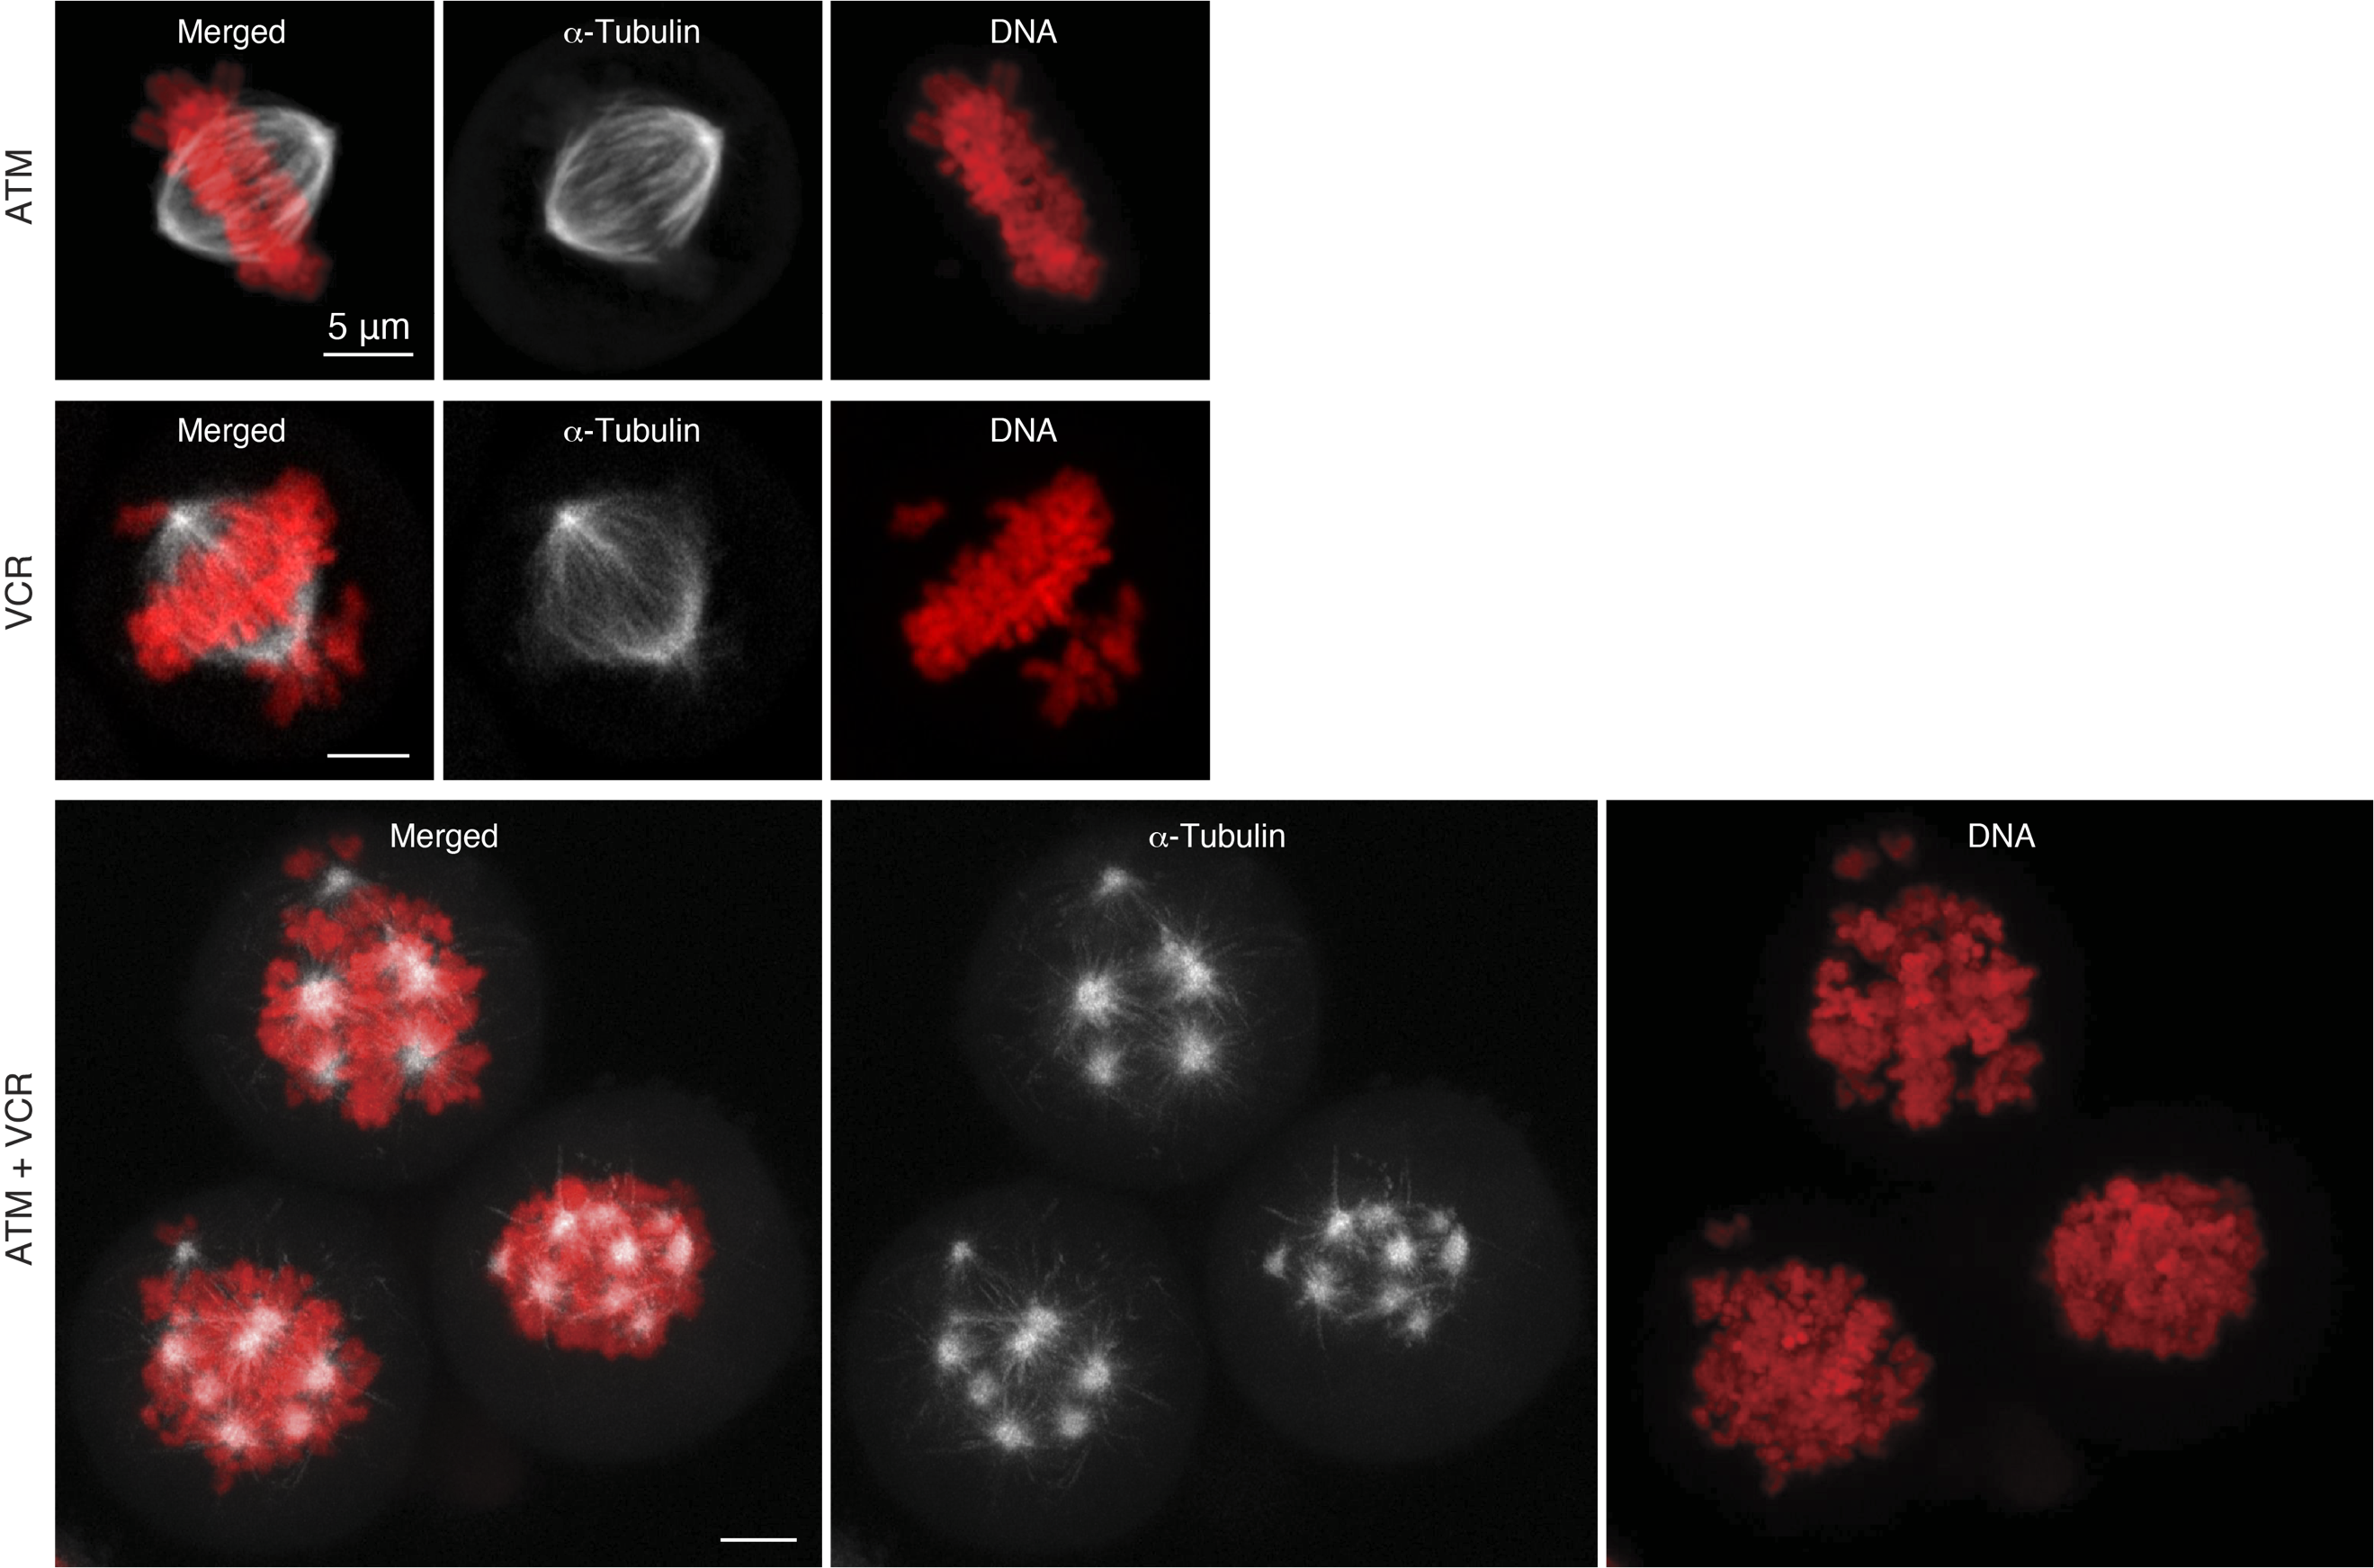 ATM
Merged
α-Tubulin
DNA
5 µm
VCR
Merged
α-Tubulin
DNA
ATM + VCR
Merged
α-Tubulin
DNA